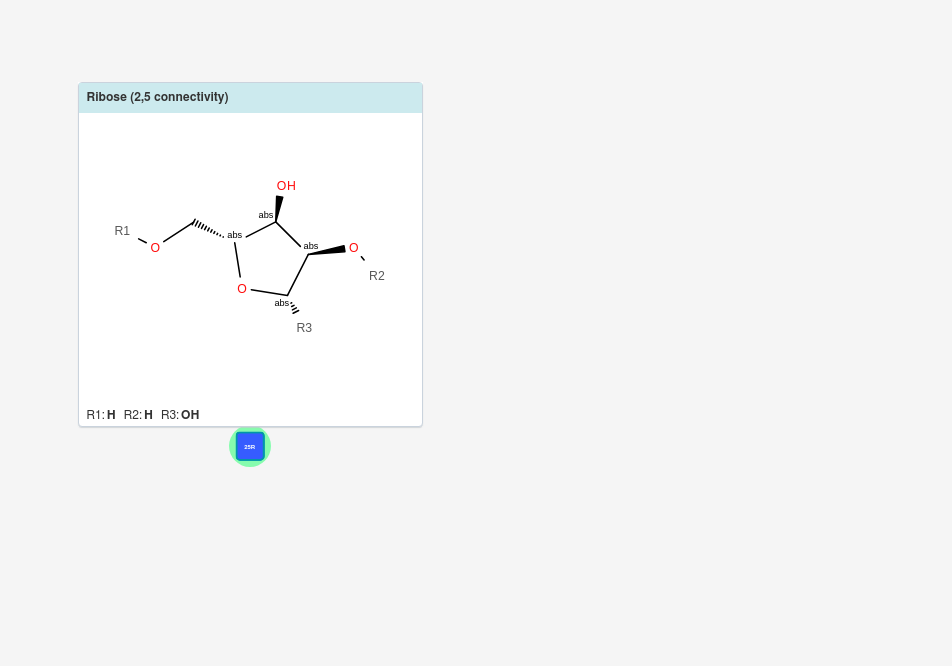 Ribose (2,5 connectivity)
OH
abs
R1
abs
abs
O
O
R2
O
abs
R3
R1: H R2: H R3: OH
25R